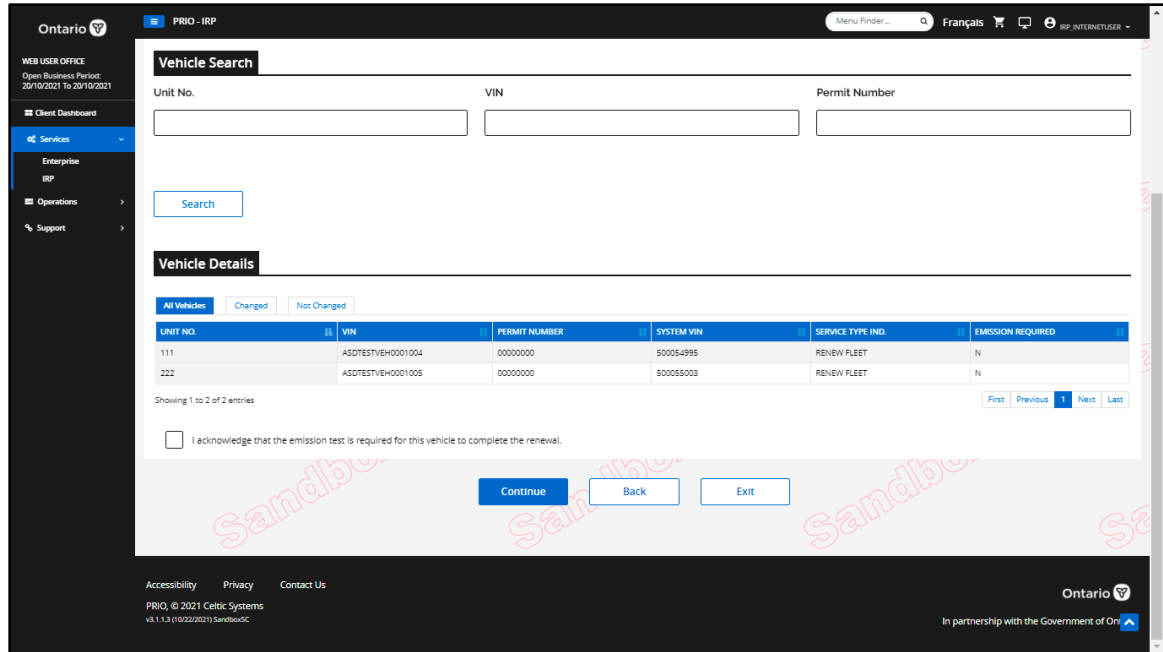 Ontario
PRIO - IRP
Menu Finder...
Français
IRP_INTERNETUSER
WEB USER OFFICE
Open Business Period:
20/10/2021 To 20/10/2021
Client Dashboard
Services
Enterprise
IRP
Operations
Support
Vehicle Search
Unit No. VIN Permit Number
Search
Vehicle Details
All Vehicles Changed Not Changed
UNIT NO. VIN PERMIT NUMBER SYSTEM VIN SERVICE TYPE IND. EMISSION REQUIRED
111 ASDTESTVEH0001004 00000000 500054995 RENEW FLEET N
222 ASDTESTVEH0001005 00000000 500055003 RENEW FLEET N
Showing 1 to 2 of 2 entries
First Previous 1 Next Last
I acknowledge that the emission test is required for this vehicle to complete the renewal.
Continue Back Exit
Sandbox
Accessibility Privacy Contact Us
PRIO, © 2021 Celtic Systems
v3.1.1.3 (10/22/2021) Sandbox5C
Ontario
In partnership with the Government of Ont